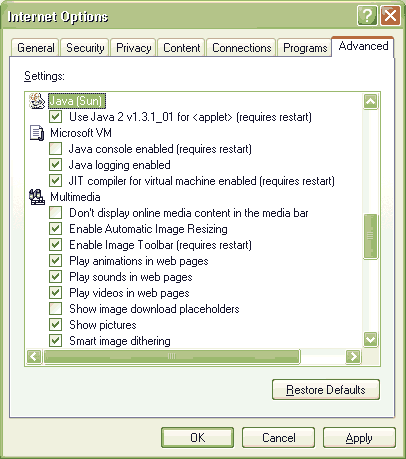 Internet Options
General Security Privacy Content Connections Programs Advanced
Settings:
Java (Sun)
Use Java 2 v1.3.1_01 for <applet> (requires restart)
Microsoft VM
Java console enabled (requires restart)
Java logging enabled
JIT compiler for virtual machine enabled (requires restart)
Multimedia
Don't display online media content in the media bar
Enable Automatic Image Resizing
Enable Image Toolbar (requires restart)
Play animations in web pages
Play sounds in web pages
Play videos in web pages
Show image download placeholders
Show pictures
Smart image dithering
Restore Defaults
OK Cancel Apply